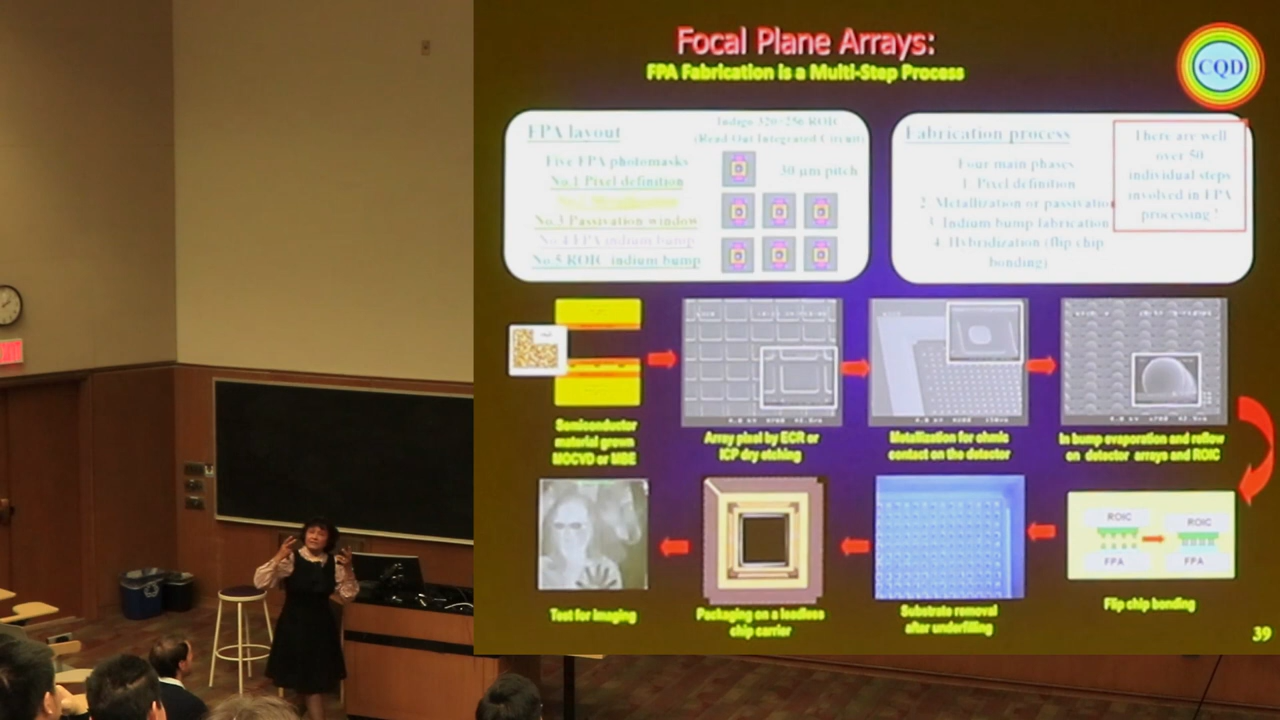 Focal Plane Arrays:
FPA Fabrication is a Multi-Step Process
CQD
FPA layout
Indigo 320×256 ROIC
(Read-Out Integrated Circuit)
Five FPA photomasks
30 µm pitch
No.1 Pixel definition
No.3 Passivation window
No.4 FPA indium bump
No.5 ROIC indium bump
Fabrication process
Four main phases
1. Pixel definition
2. Metallization or passivation
3. Indium bump fabrication
4. Hybridization (flip chip
bonding)
There are well
over 50
individual steps
involved in FPA
processing !
Semiconductor
material grown
MOCVD or MBE
Array pixel by ECR or
ICP dry etching
Metallization for ohmic
contact on the detector
In bump evaporation and reflow
on detector arrays and ROIC
ROIC
ROIC
FPA
FPA
Test for imaging
Packaging on a leadless
chip carrier
Substrate removal
after underfilling
Flip chip bonding
39